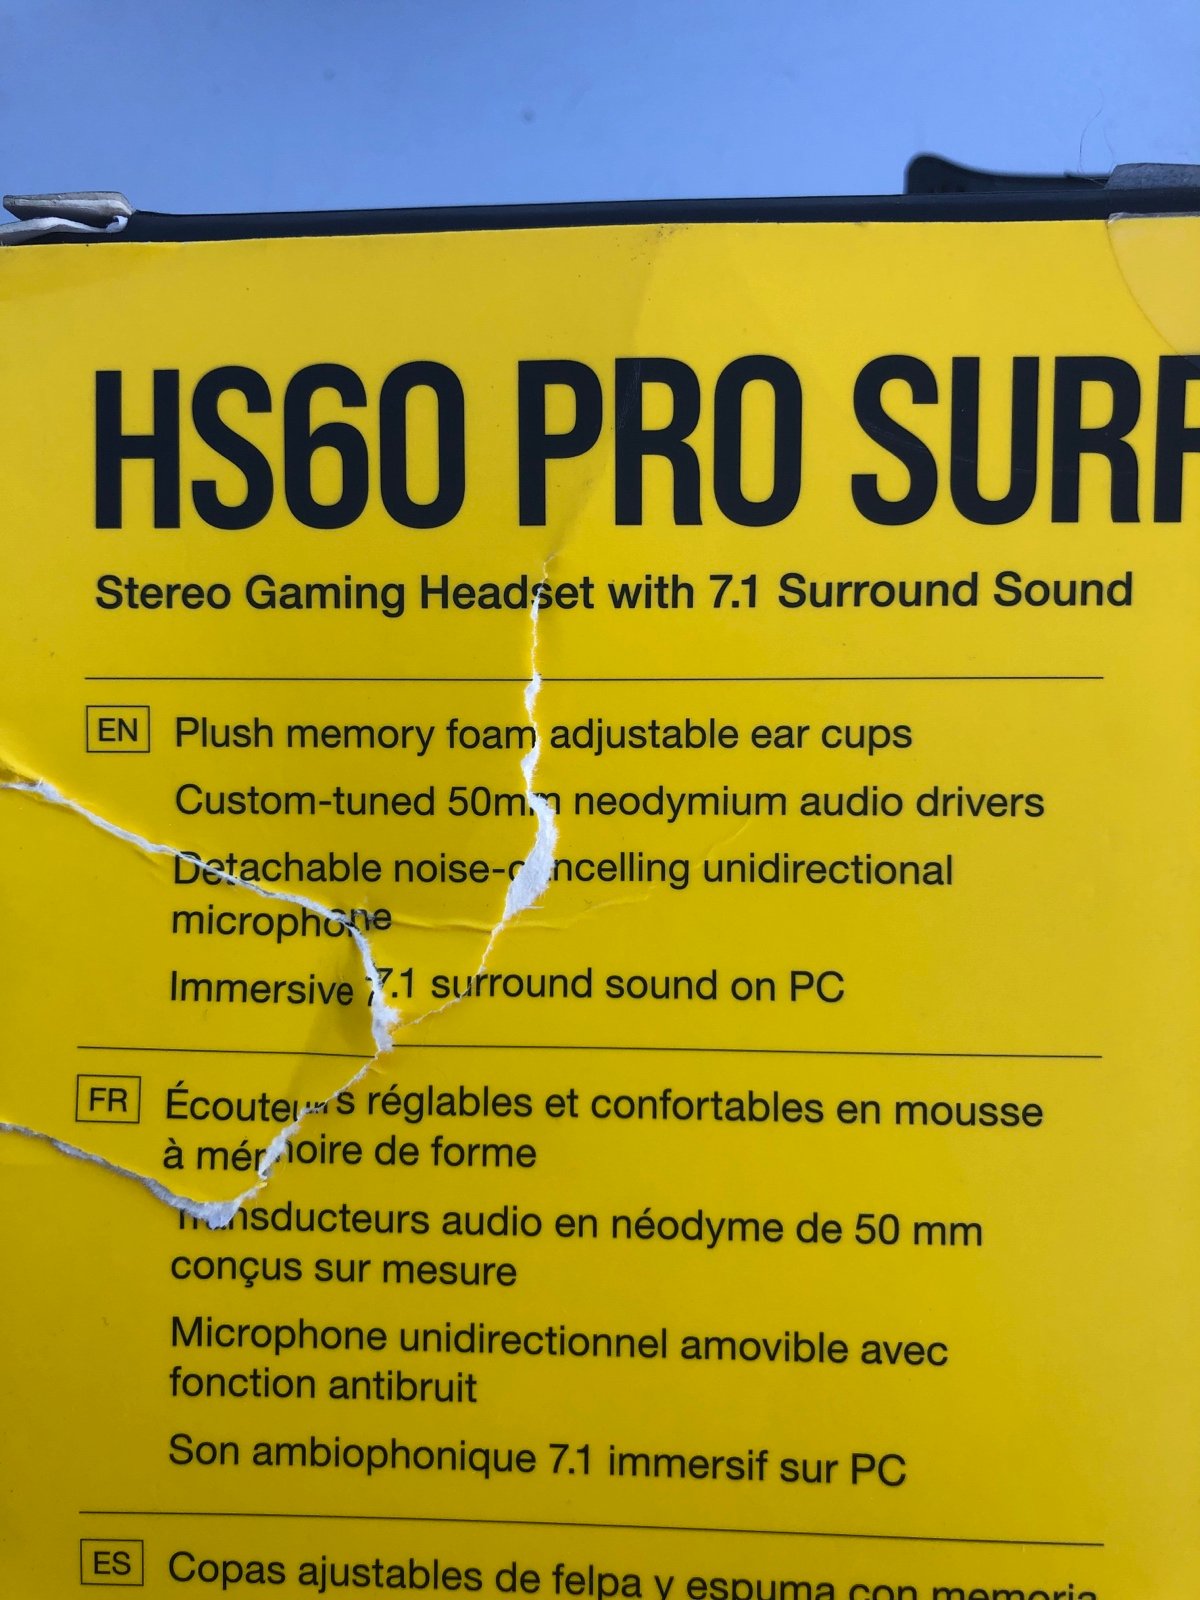 HS60 PRO SURR
Stereo Gaming Headset with 7.1 Surround Sound
EN Plush memory foam adjustable ear cups
Custom-tuned 50mm neodymium audio drivers
Detachable noise-cancelling unidirectional
microphone
Immersive 7.1 surround sound on PC
FR Écouteurs réglables et confortables en mousse
à mémoire de forme
Transducteurs audio en néodyme de 50 mm
conçus sur mesure
Microphone unidirectionnel amovible avec
fonction antibruit
Son ambiophonique 7.1 immersif sur PC
ES Copas ajustables de felpa y espuma con memoria